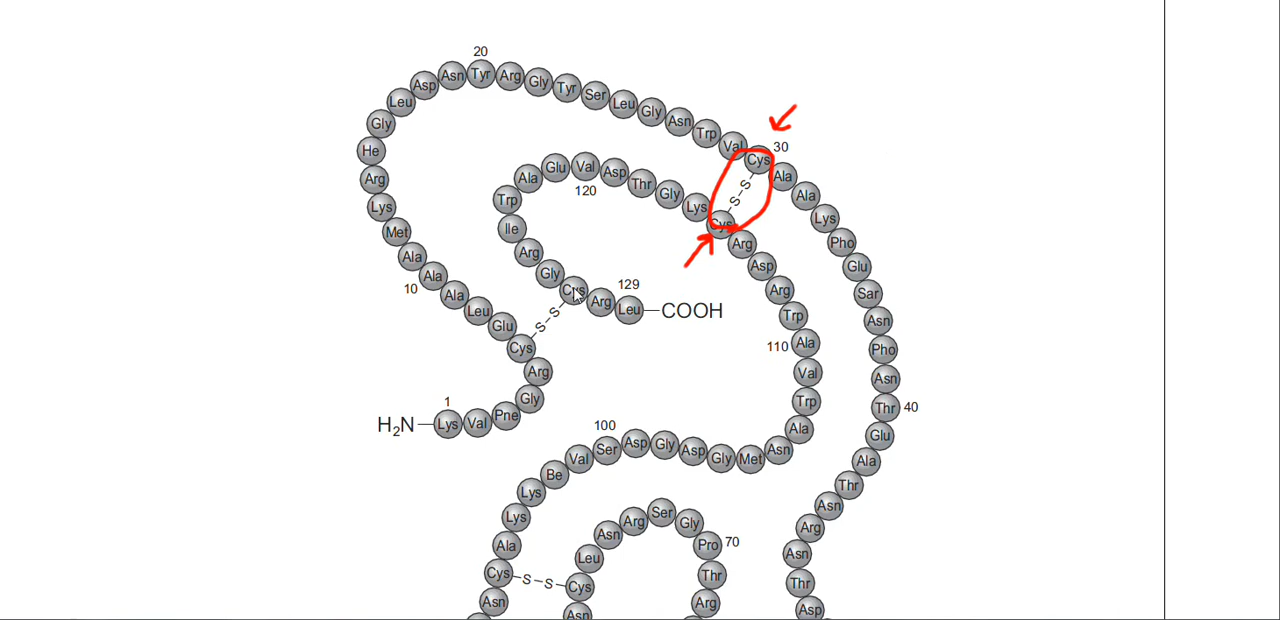 H₂N Lys Val Pne Gly Arg Cys Glu Leu Ala Ala Ala Met Lys Arg He Gly Leu Asp Asn Tyr Arg Gly Tyr Ser Leu Gly Asn Trp Val Cys Ala Ala Lys Pho Glu Sar Asn Pho Asn Thr Glu Ala Thr Asn Arg Asn Thr Asp
1
10
20
30
40
Arg Thr Pro Gly Ser Arg Asn Leu Cys Asn
70
Asn Cys Ala Lys Lys Be Val Ser Asp Gly Asp Gly Met Asn Ala Trp Val Ala Trp Arg Asp Arg Cys Lys Gly Thr Asp Val Glu Ala Trp Ile Arg Gly Cys Arg Leu COOH
100
110
120
129
S S
S S
S S